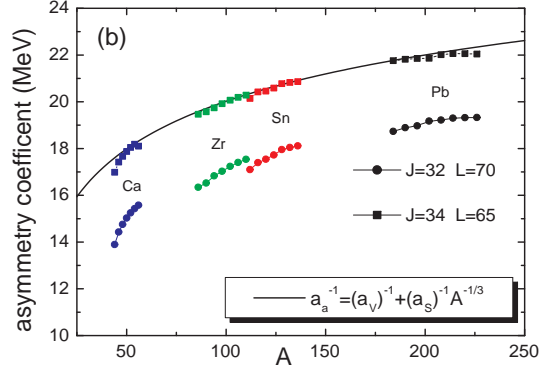 (b)
asymmetry coefficent (MeV)
24
22
20
18
16
14
12
10
Ca
Zr
Sn
Pb
J=32 L=70
J=34 L=65
a_a^{-1}=(a_V)^{-1}+(a_S)^{-1}A^{-1/3}
50
100
150
200
250
A